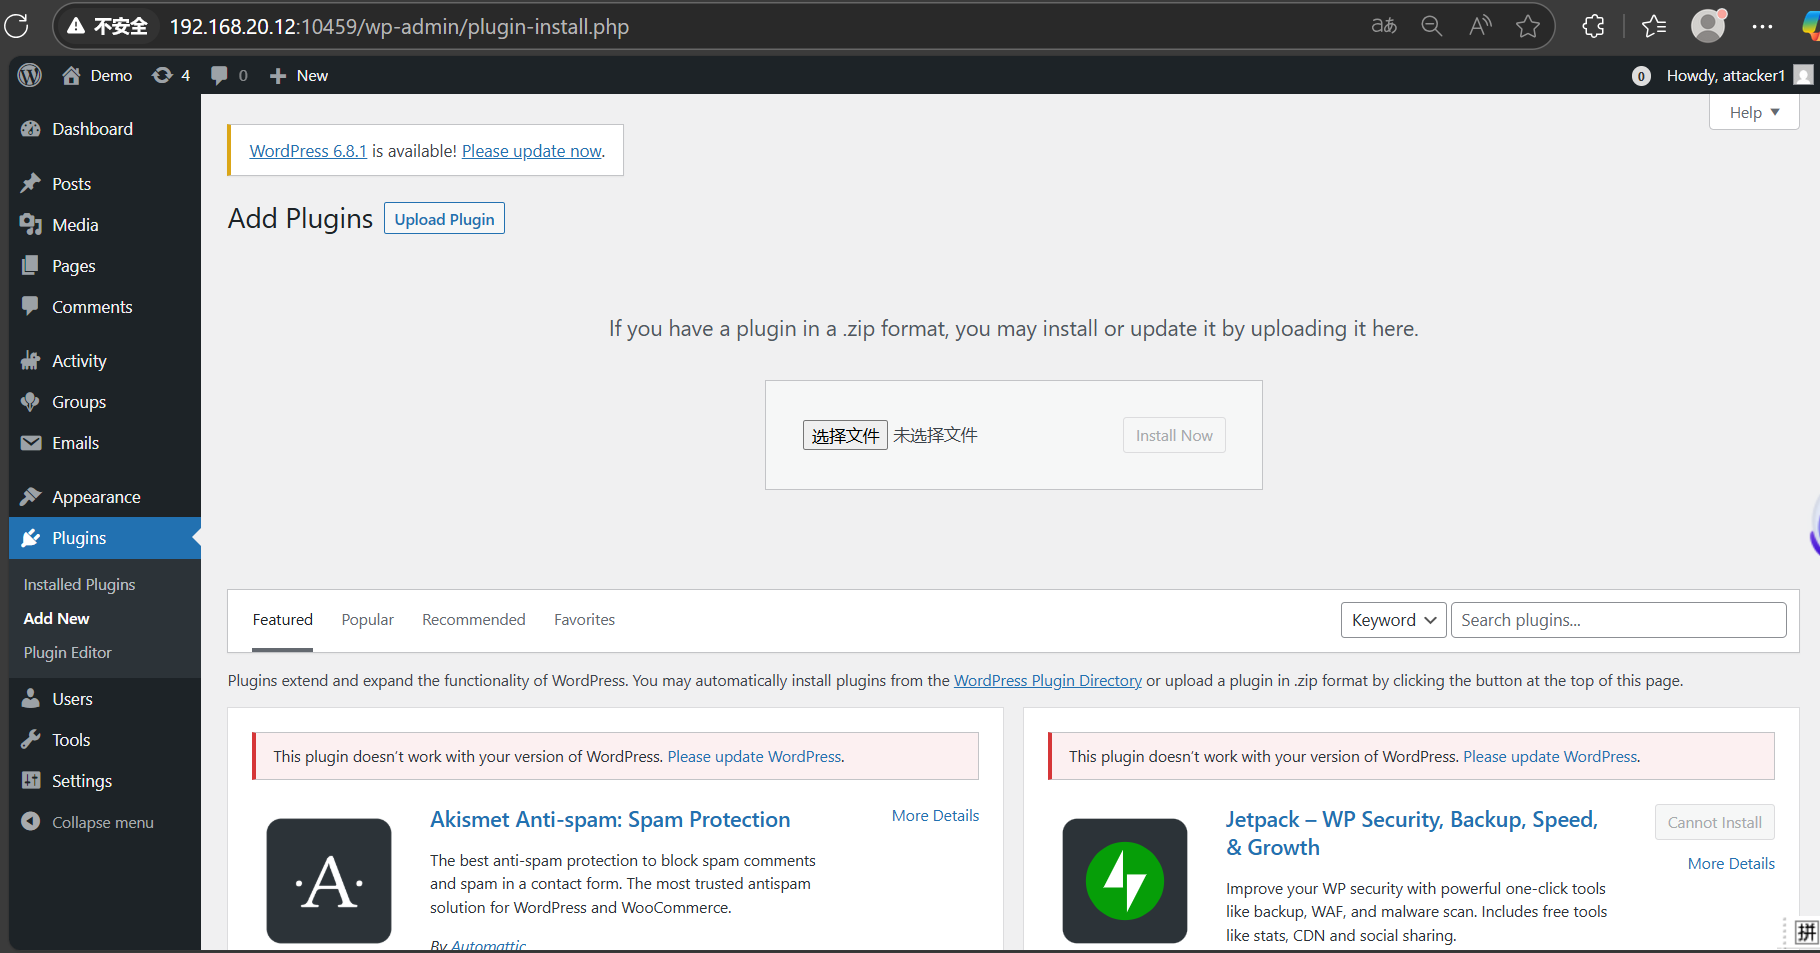 不安全 192.168.20.12:10459/wp-admin/plugin-install.php aあ A
Demo 4 0 New 0 Howdy, attacker1
Help
Dashboard
Posts
Media
Pages
Comments
Activity
Groups
Emails
Appearance
Plugins
Installed Plugins
Add New
Plugin Editor
Users
Tools
Settings
Collapse menu
WordPress 6.8.1 is available! Please update now.
Add Plugins Upload Plugin
If you have a plugin in a .zip format, you may install or update it by uploading it here.
选择文件 未选择文件 Install Now
Featured Popular Recommended Favorites Keyword Search plugins...
Plugins extend and expand the functionality of WordPress. You may automatically install plugins from the WordPress Plugin Directory or upload a plugin in .zip format by clicking the button at the top of this page.
This plugin doesn’t work with your version of WordPress. Please update WordPress.
·A·
Akismet Anti-spam: Spam Protection
More Details
The best anti-spam protection to block spam comments
and spam in a contact form. The most trusted antispam
solution for WordPress and WooCommerce.
By Automattic
This plugin doesn’t work with your version of WordPress. Please update WordPress.
Jetpack – WP Security, Backup, Speed,
& Growth
Cannot Install
More Details
Improve your WP security with powerful one-click tools
like backup, WAF, and malware scan. Includes free tools
like stats, CDN and social sharing.
拼